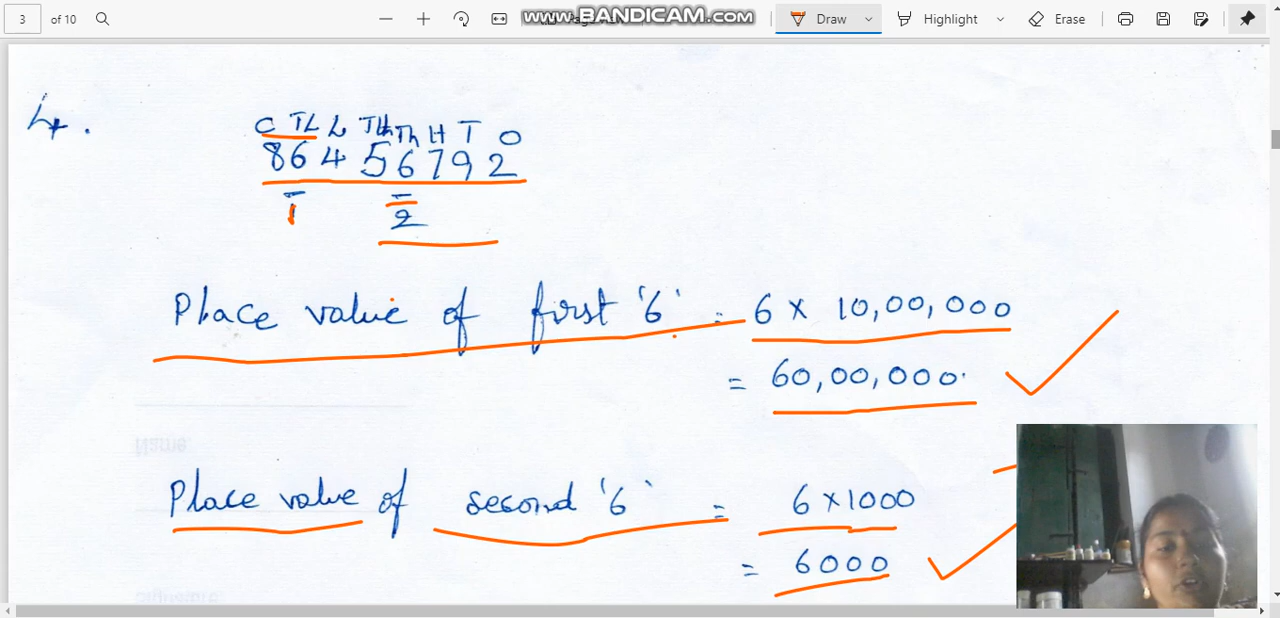 3 of 10 Draw Highlight Erase
WWW.BANDICAM.COM
4.
C TL L TTh Th H T O
8 6 4 5 6 7 9 2
1 2
Place value of first '6' = 6 × 10,00,000
= 60,00,000.
Name
Place value of second '6' = 6 × 1000
= 6000